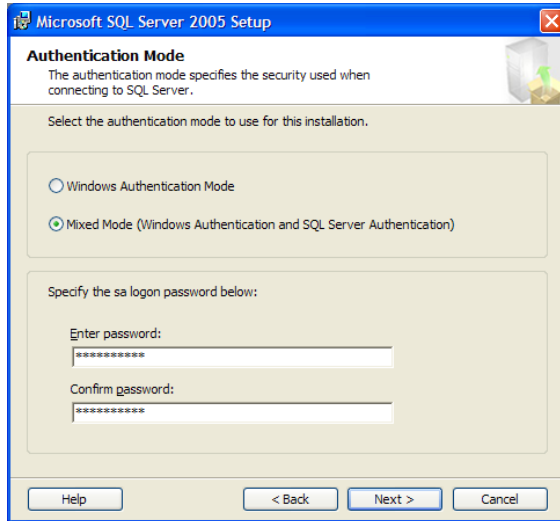 Microsoft SQL Server 2005 Setup
Authentication Mode
The authentication mode specifies the security used when
connecting to SQL Server.
Select the authentication mode to use for this installation.
Windows Authentication Mode
Mixed Mode (Windows Authentication and SQL Server Authentication)
Specify the sa logon password below:
Enter password:
**********
Confirm password:
**********
Help
< Back
Next >
Cancel